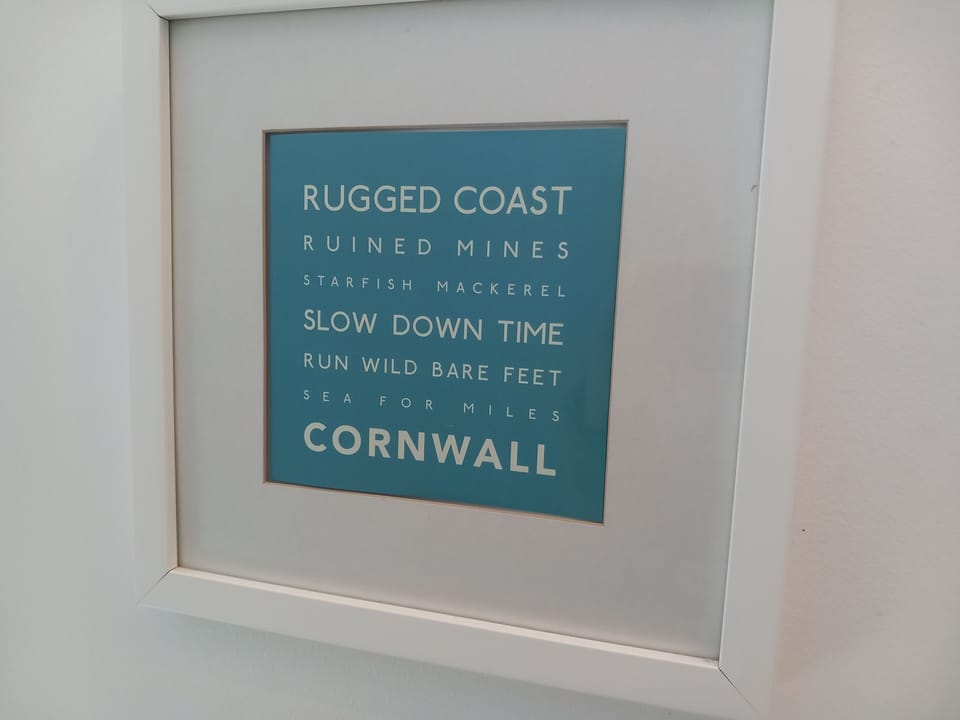 RUGGED COAST
RUINED MINES
STARFISH MACKEREL
SLOW DOWN TIME
RUN WILD BARE FEET
SEA FOR MILES
CORNWALL